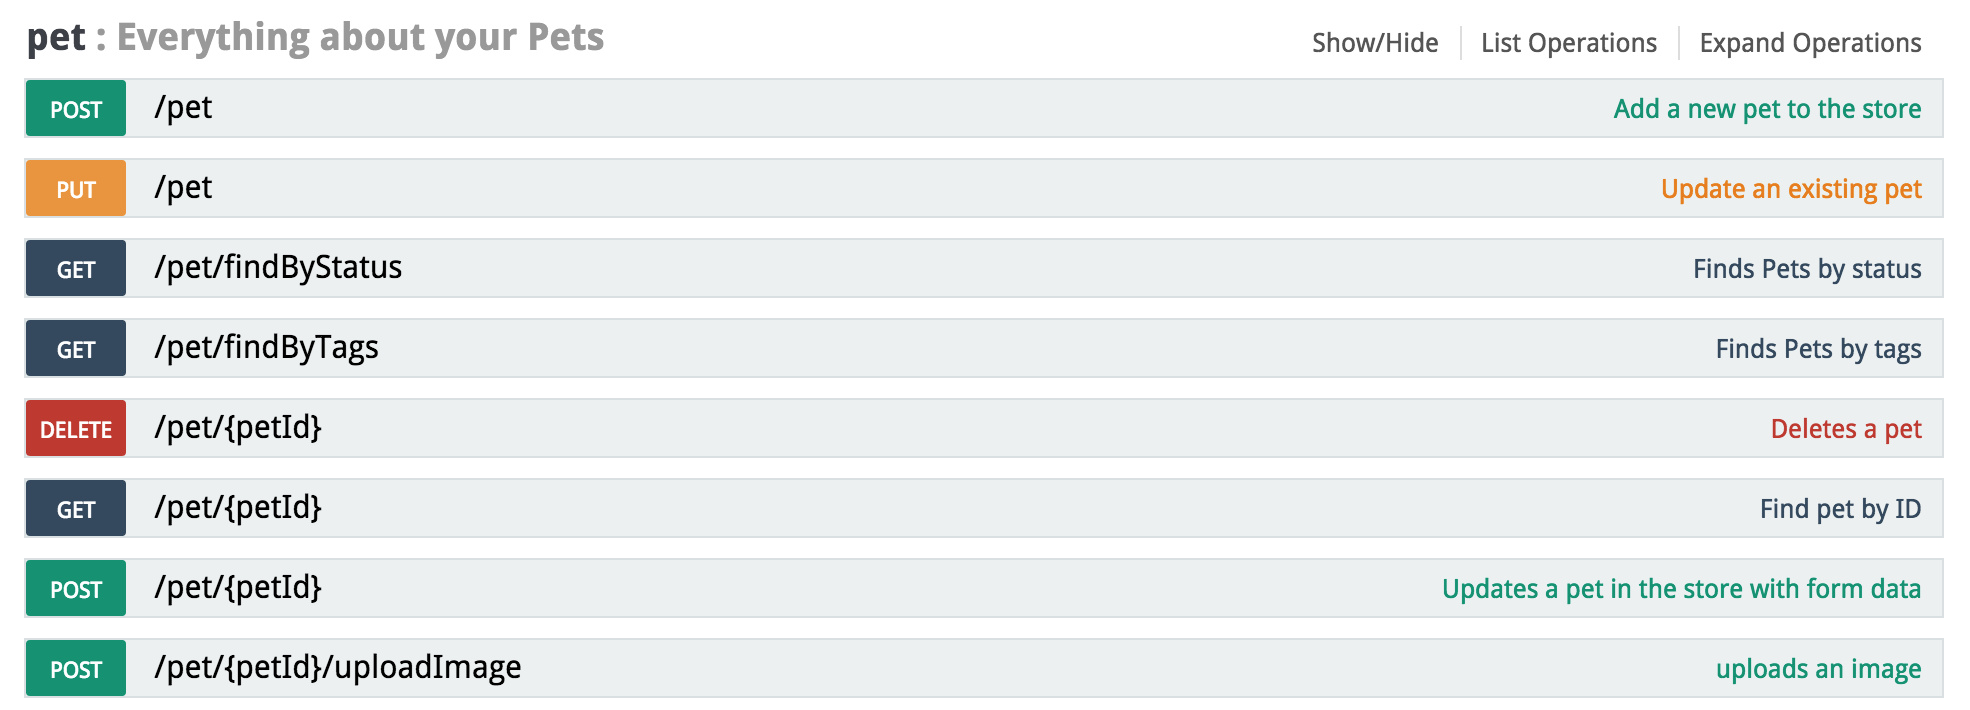 pet : Everything about your Pets Show/Hide List Operations Expand Operations
POST /pet Add a new pet to the store
PUT /pet Update an existing pet
GET /pet/findByStatus Finds Pets by status
GET /pet/findByTags Finds Pets by tags
DELETE /pet/{petId} Deletes a pet
GET /pet/{petId} Find pet by ID
POST /pet/{petId} Updates a pet in the store with form data
POST /pet/{petId}/uploadImage uploads an image